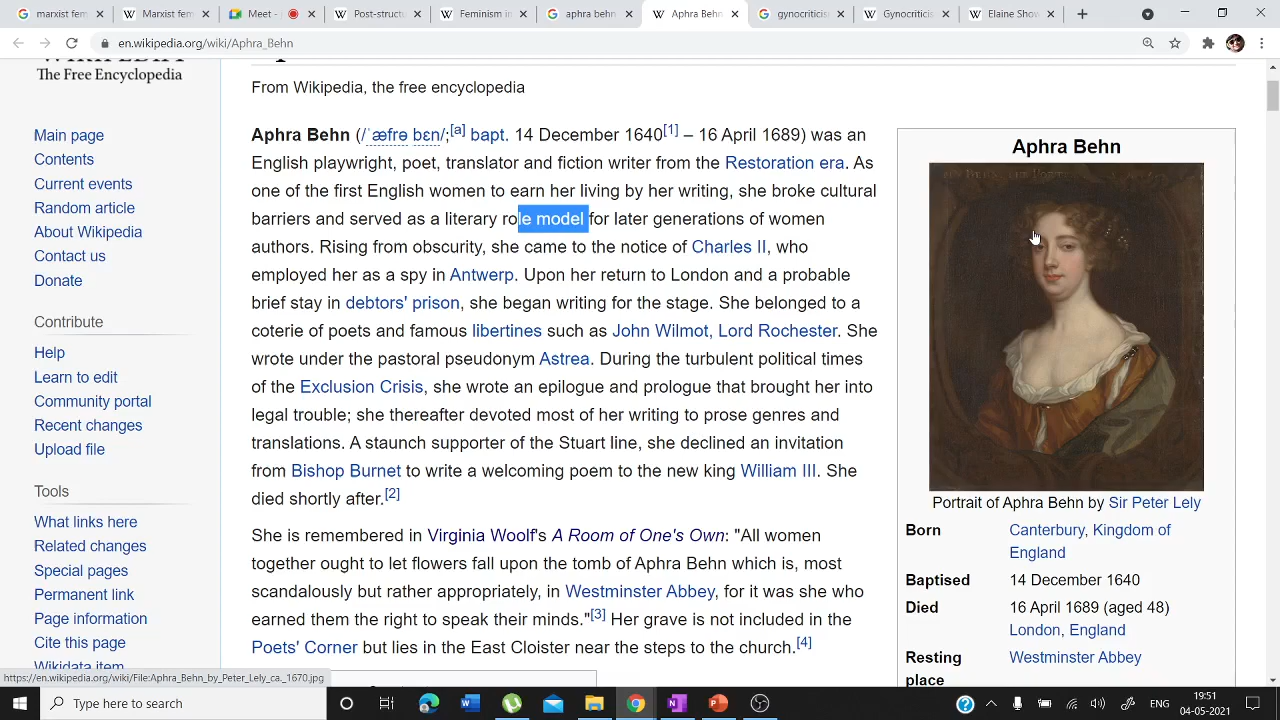 marxist fem
Marxist fem
Meet -
Post-structu
Feminism in
aphra behn
Aphra Behn
gynocriticis
Gynocriticis
Elaine Show
en.wikipedia.org/wiki/Aphra_Behn
The Free Encyclopedia
Main page
Contents
Current events
Random article
About Wikipedia
Contact us
Donate
Contribute
Help
Learn to edit
Community portal
Recent changes
Upload file
Tools
What links here
Related changes
Special pages
Permanent link
Page information
Cite this page
Wikidata item
From Wikipedia, the free encyclopedia
Aphra Behn (/ˈæfrə bɛn/;[a] bapt. 14 December 1640[1] – 16 April 1689) was an
English playwright, poet, translator and fiction writer from the Restoration era. As
one of the first English women to earn her living by her writing, she broke cultural
barriers and served as a literary role model for later generations of women
authors. Rising from obscurity, she came to the notice of Charles II, who
employed her as a spy in Antwerp. Upon her return to London and a probable
brief stay in debtors' prison, she began writing for the stage. She belonged to a
coterie of poets and famous libertines such as John Wilmot, Lord Rochester. She
wrote under the pastoral pseudonym Astrea. During the turbulent political times
of the Exclusion Crisis, she wrote an epilogue and prologue that brought her into
legal trouble; she thereafter devoted most of her writing to prose genres and
translations. A staunch supporter of the Stuart line, she declined an invitation
from Bishop Burnet to write a welcoming poem to the new king William III. She
died shortly after.[2]
She is remembered in Virginia Woolf's A Room of One's Own: "All women
together ought to let flowers fall upon the tomb of Aphra Behn which is, most
scandalously but rather appropriately, in Westminster Abbey, for it was she who
earned them the right to speak their minds."[3] Her grave is not included in the
Poets' Corner but lies in the East Cloister near the steps to the church.[4]
Aphra Behn
Portrait of Aphra Behn by Sir Peter Lely
Born Canterbury, Kingdom of
England
Baptised 14 December 1640
Died 16 April 1689 (aged 48)
London, England
Resting Westminster Abbey
place
https://en.wikipedia.org/wiki/File:Aphra_Behn_by_Peter_Lely_ca._1670.jpg
Type here to search
ENG
19:51
04-05-2021